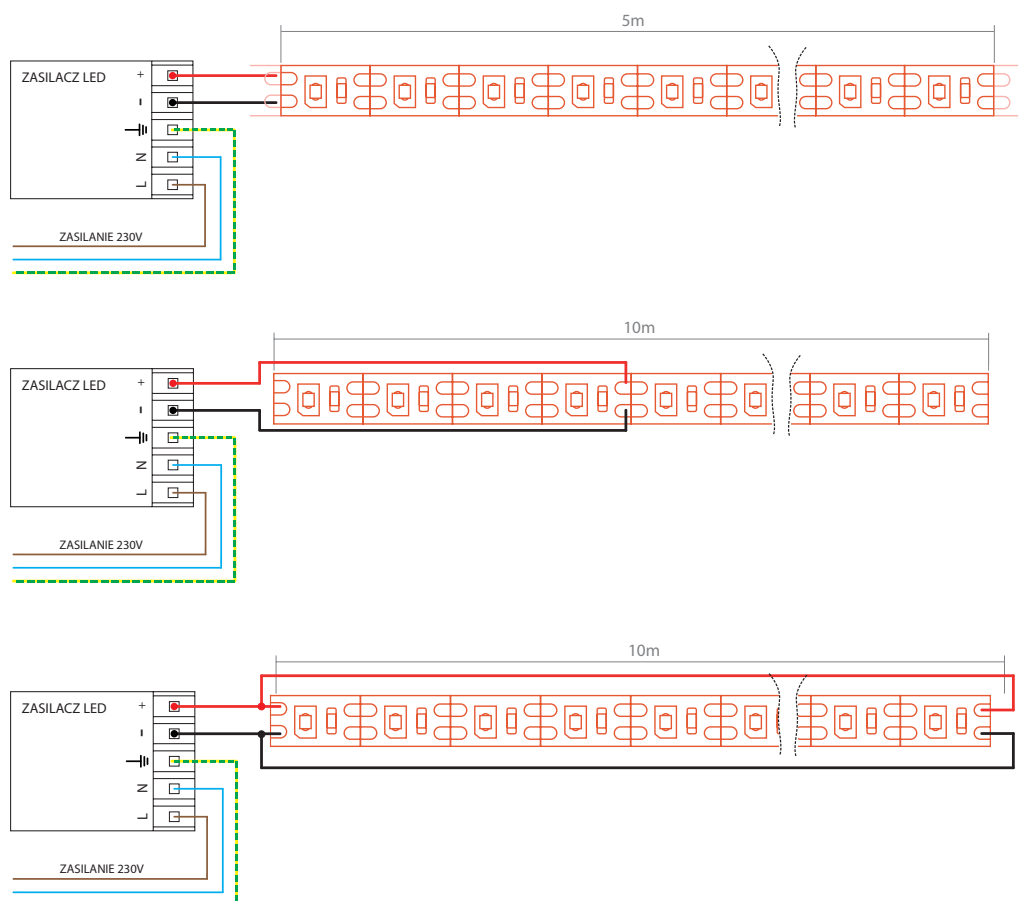 5m
ZASILACZ LED
+
-
N
L
ZASILANIE 230V
10m
ZASILACZ LED
+
-
N
L
ZASILANIE 230V
10m
ZASILACZ LED
+
-
N
L
ZASILANIE 230V